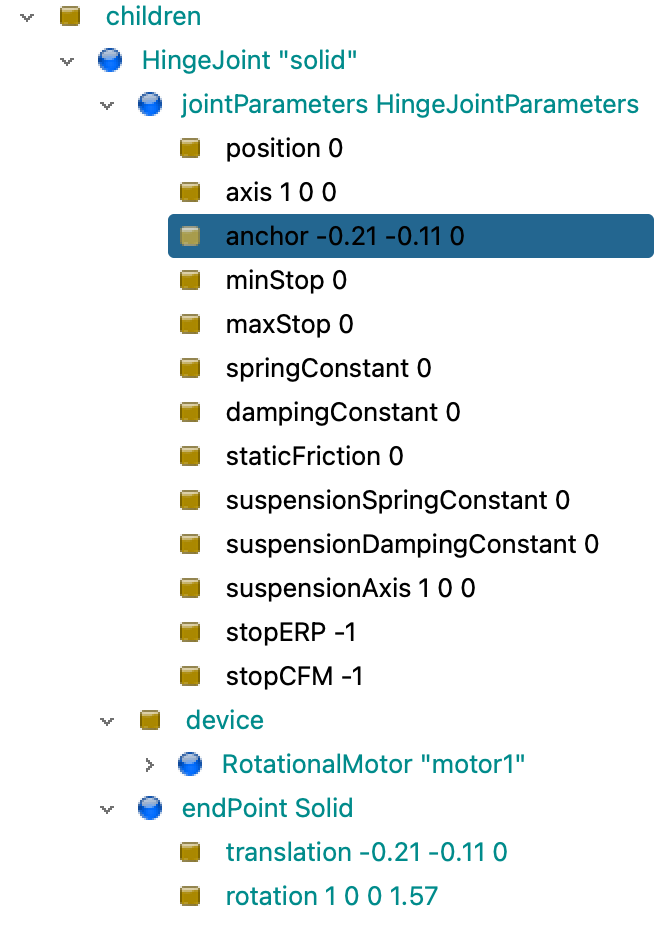 children
HingeJoint "solid"
jointParameters HingeJointParameters
position 0
axis 1 0 0
anchor -0.21 -0.11 0
minStop 0
maxStop 0
springConstant 0
dampingConstant 0
staticFriction 0
suspensionSpringConstant 0
suspensionDampingConstant 0
suspensionAxis 1 0 0
stopERP -1
stopCFM -1
device
RotationalMotor "motor1"
endPoint Solid
translation -0.21 -0.11 0
rotation 1 0 0 1.57